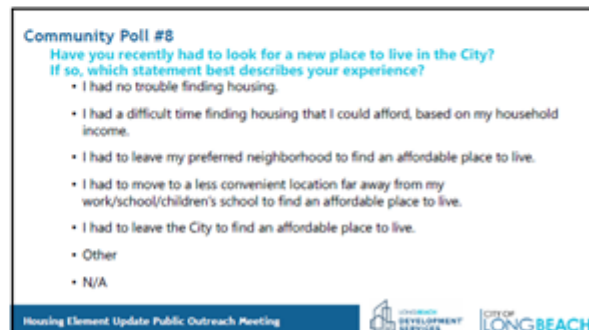 Community Poll #8
Have you recently had to look for a new place to live in the City?
If so, which statement best describes your experience?
• I had no trouble finding housing.
• I had a difficult time finding housing that I could afford, based on my household
income.
• I had to leave my preferred neighborhood to find an affordable place to live.
• I had to move to a less convenient location far away from my
work/school/children's school to find an affordable place to live.
• I had to leave the City to find an affordable place to live.
• Other
• N/A
Housing Element Update Public Outreach Meeting
LONG BEACH
DEVELOPMENT
SERVICES
CITY OF
LONGBEACH